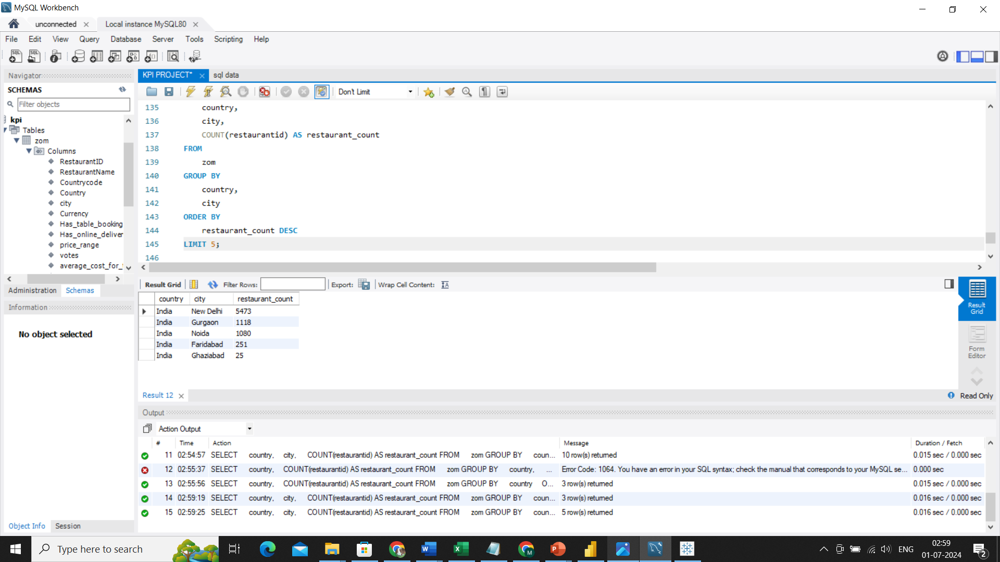 MySQL Workbench
unconnected
Local instance MySQL80
File Edit View Query Database Server Tools Scripting Help
Navigator
SCHEMAS
Filter objects
kpi
Tables
zom
Columns
RestaurantID
RestaurantName
Countrycode
Country
city
Currency
Has_table_booking
Has_online_deliver
price_range
votes
average_cost_for_
Administration Schemas
Information
No object selected
Object Info Session
KPI PROJECT* sql data
Don't Limit
135 country,
136 city,
137 COUNT(restaurantid) AS restaurant_count
138 FROM
139 zom
140 GROUP BY
141 country,
142 city
143 ORDER BY
144 restaurant_count DESC
145 LIMIT 5;
146
Result Grid Filter Rows: Export: Wrap Cell Content:
country city restaurant_count
India New Delhi 5473
India Gurgaon 1118
India Noida 1080
India Faridabad 251
India Ghaziabad 25
Result Grid
Form Editor
Result 12
Read Only
Output
Action Output
# Time Action Message Duration / Fetch
11 02:54:57 SELECT country, city, COUNT(restaurantid) AS restaurant_count FROM zom GROUP BY coun... 10 row(s) returned 0.015 sec / 0.000 sec
12 02:55:37 SELECT country, COUNT(restaurantid) AS restaurant_count FROM zom GROUP BY country, ... Error Code: 1064. You have an error in your SQL syntax; check the manual that corresponds to your MySQL se... 0.000 sec
13 02:55:56 SELECT country, COUNT(restaurantid) AS restaurant_count FROM zom GROUP BY country O... 3 row(s) returned 0.015 sec / 0.000 sec
14 02:59:19 SELECT country, city, COUNT(restaurantid) AS restaurant_count FROM zom GROUP BY coun... 3 row(s) returned 0.016 sec / 0.000 sec
15 02:59:25 SELECT country, city, COUNT(restaurantid) AS restaurant_count FROM zom GROUP BY coun... 5 row(s) returned 0.016 sec / 0.000 sec
Type here to search
ENG
02:59
01-07-2024
2